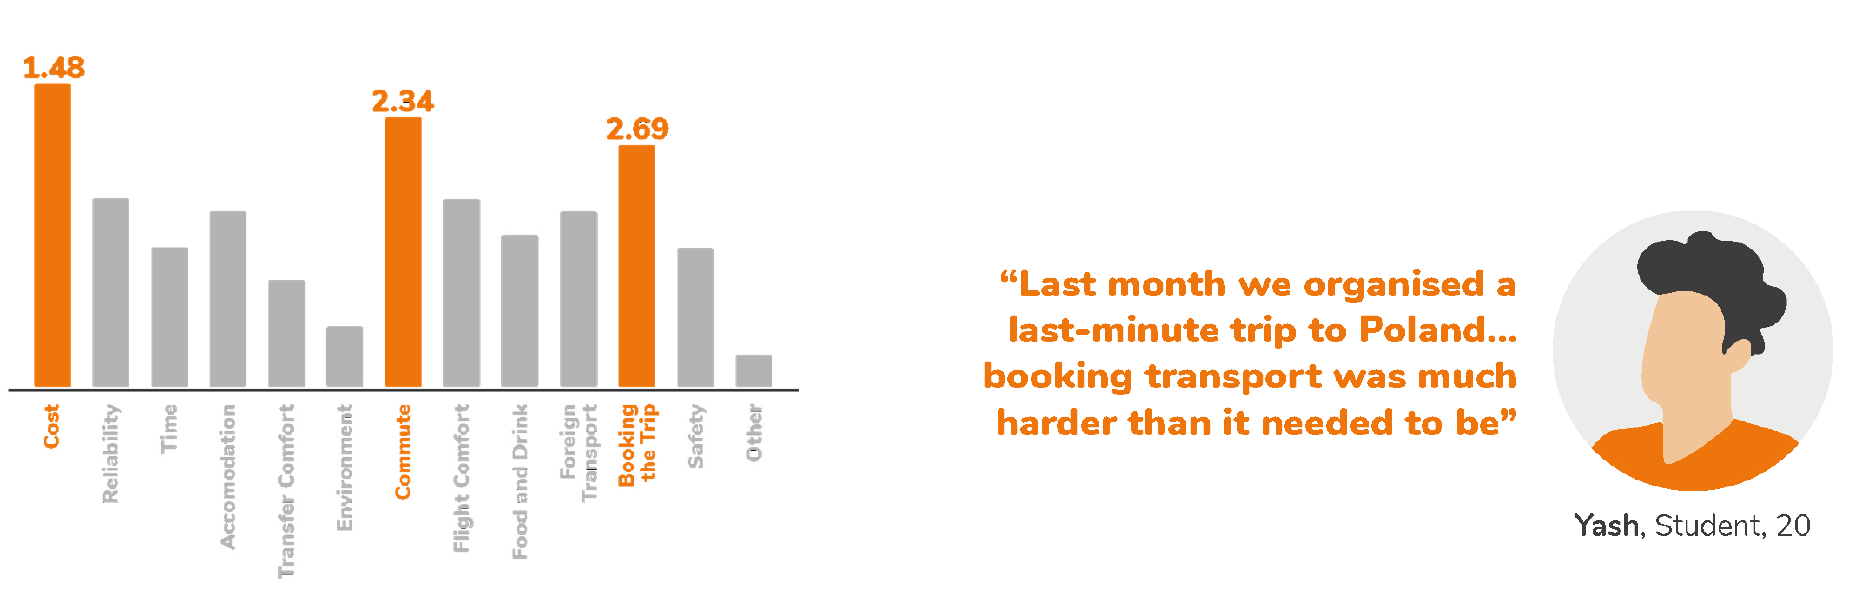 1.48
2.34
2.69
Cost
Reliability
Time
Accomodation
Transfer Comfort
Environment
Commute
Flight Comfort
Food and Drink
Foreign
Transport
Booking
the Trip
Safety
Other
“Last month we organised a
last-minute trip to Poland...
booking transport was much
harder than it needed to be”
Yash, Student, 20